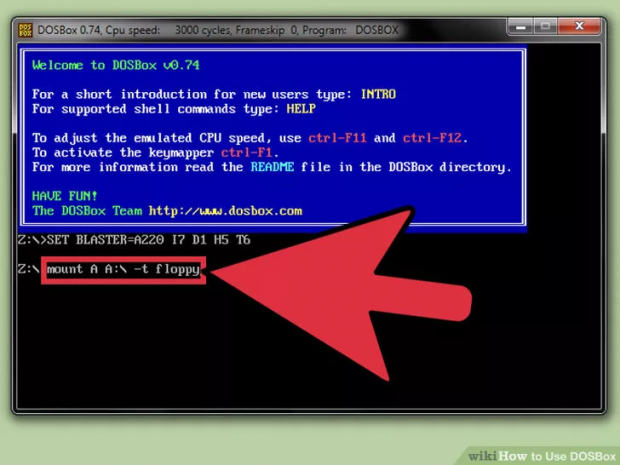 DOS BOX
DOSBox 0.74, Cpu speed: 3000 cycles, Frameskip 0, Program: DOSBOX
Welcome to DOSBox v0.74
For a short introduction for new users type: INTRO
For supported shell commands type: HELP
To adjust the emulated CPU speed, use ctrl-F11 and ctrl-F12.
To activate the keymapper ctrl-F1.
For more information read the README file in the DOSBox directory.
HAVE FUN!
The DOSBox Team http://www.dosbox.com
Z:\>SET BLASTER=A220 I7 D1 H5 T6
Z:\ mount A A:\ -t floppy
wikiHow to Use DOSBox